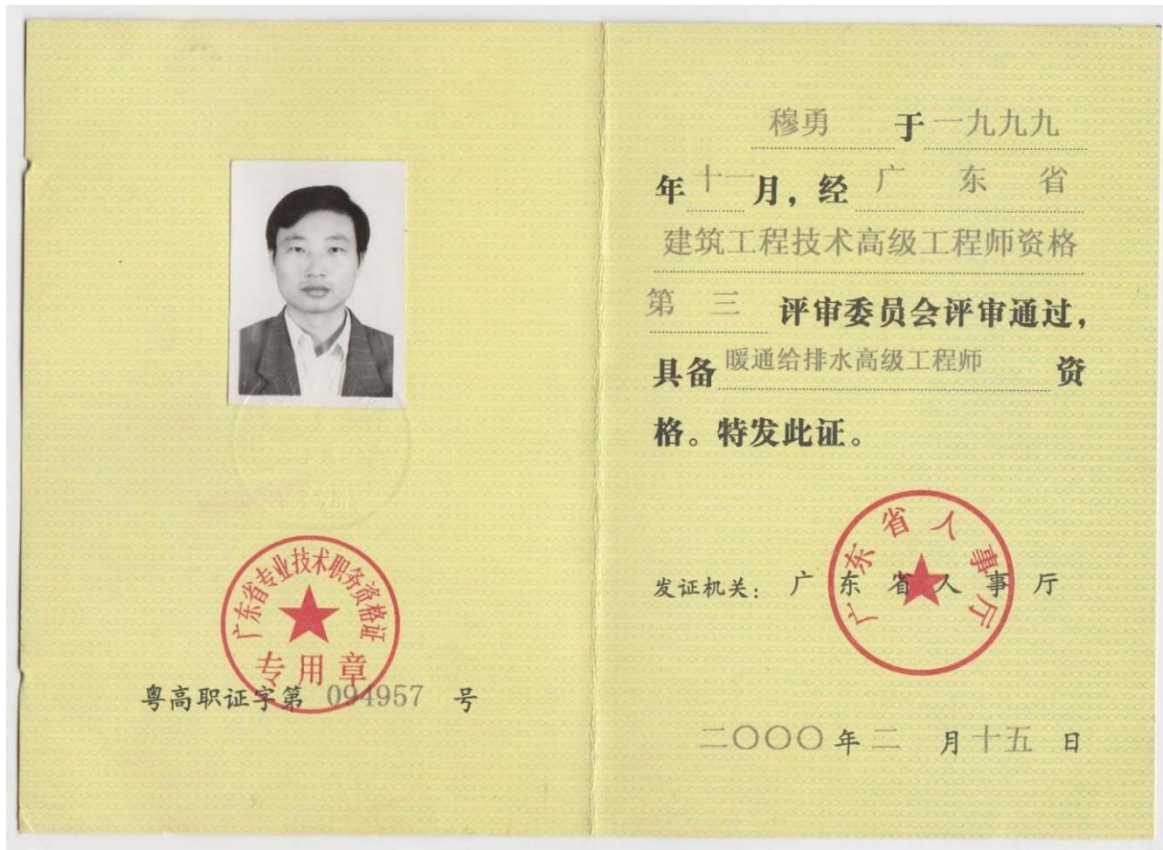 广东省专业技术职务资格证
专用章
粤高职证字第 094957 号
穆勇 于一九九九
年十一月，经广东省
建筑工程技术高级工程师资格
第三 评审委员会评审通过，
具备暖通给排水高级工程师 资
格。特发此证。
广东省人事厅
发证机关：广东省人事厅
二〇〇〇年二月十五日